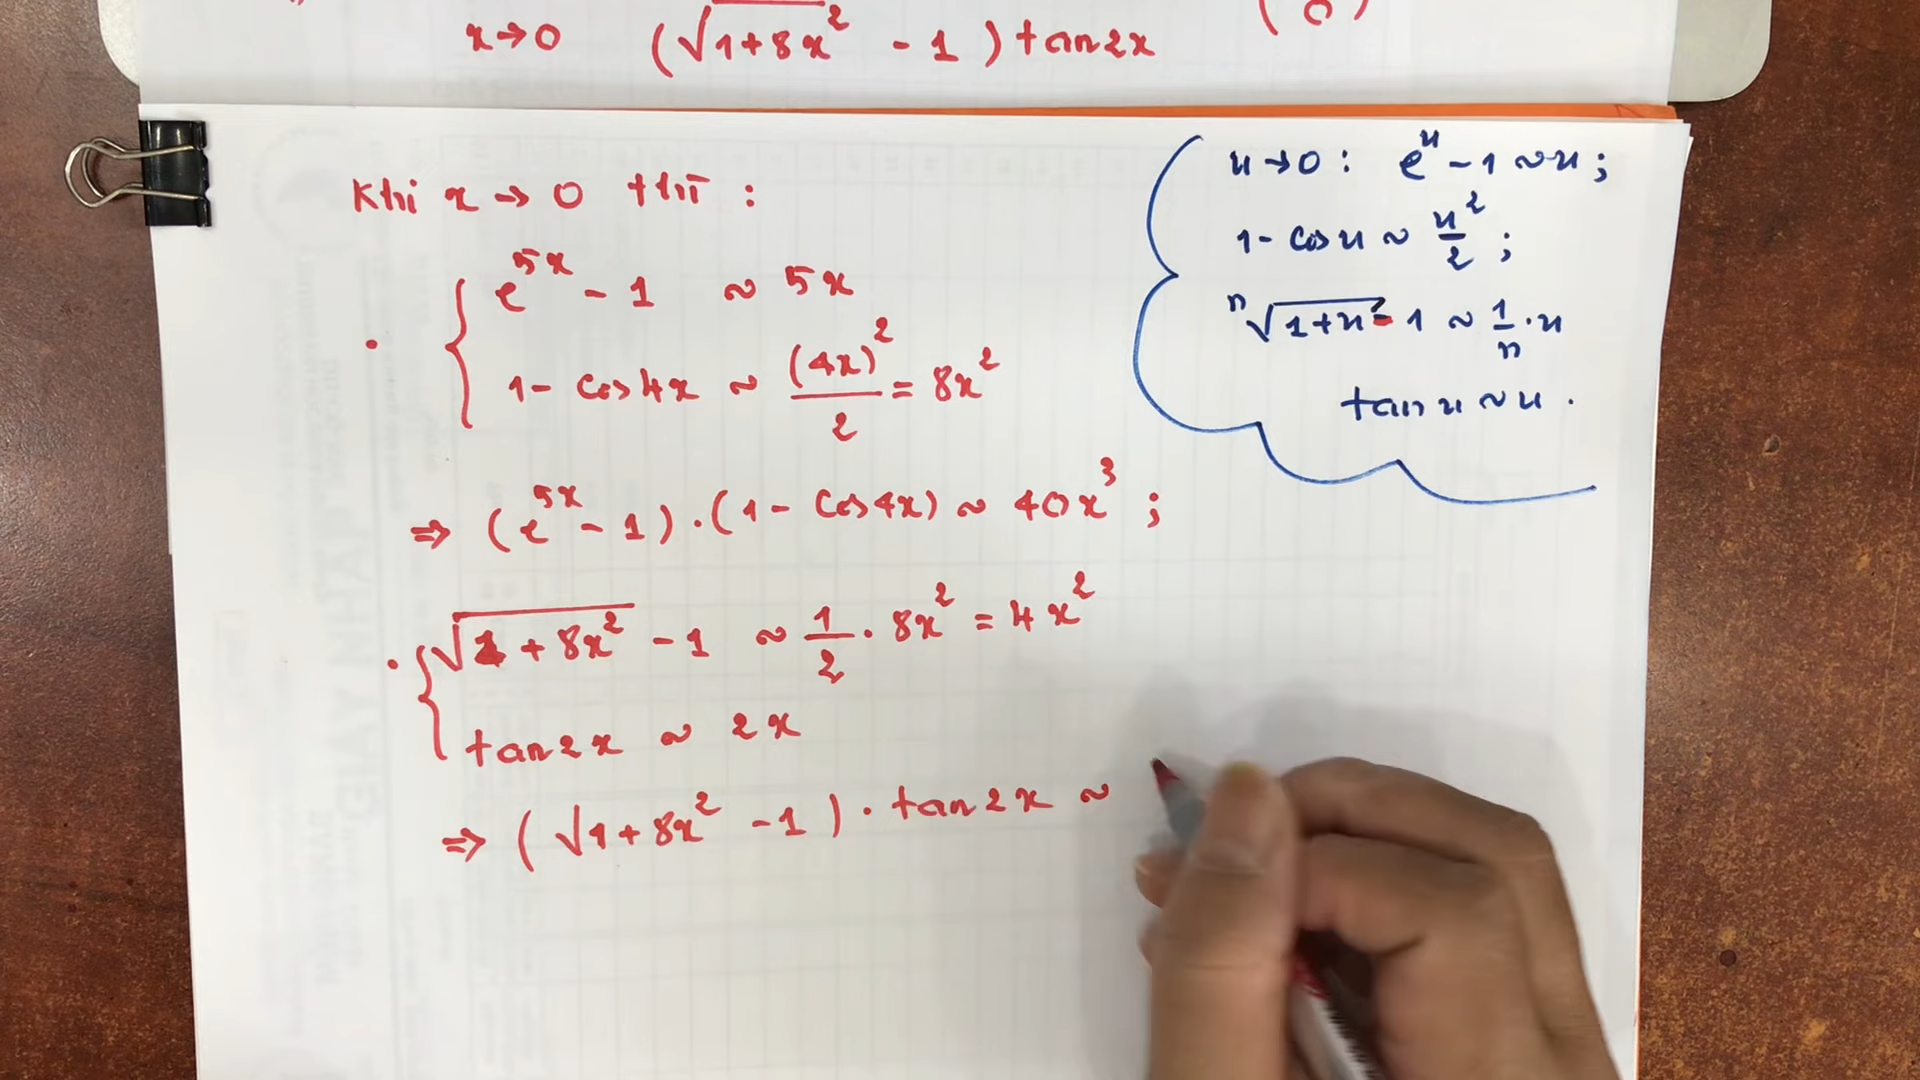 x→0 (√1+8x² - 1) tan2x (0)
Khi x → 0 thì :
e^{5x} - 1 ~ 5x
1 - cos4x ~ (4x)²/2 = 8x²
⇒ (e^{5x} - 1).(1 - cos4x) ~ 40x³ ;
√1 + 8x² - 1 ~ 1/2 . 8x² = 4x²
tan2x ~ 2x
⇒ (√1+8x² - 1) . tan2x ~
u→0 : e^u - 1 ~ u ;
1 - cos u ~ u²/2 ;
ⁿ√1+u - 1 ~ 1/n . u
tan u ~ u .